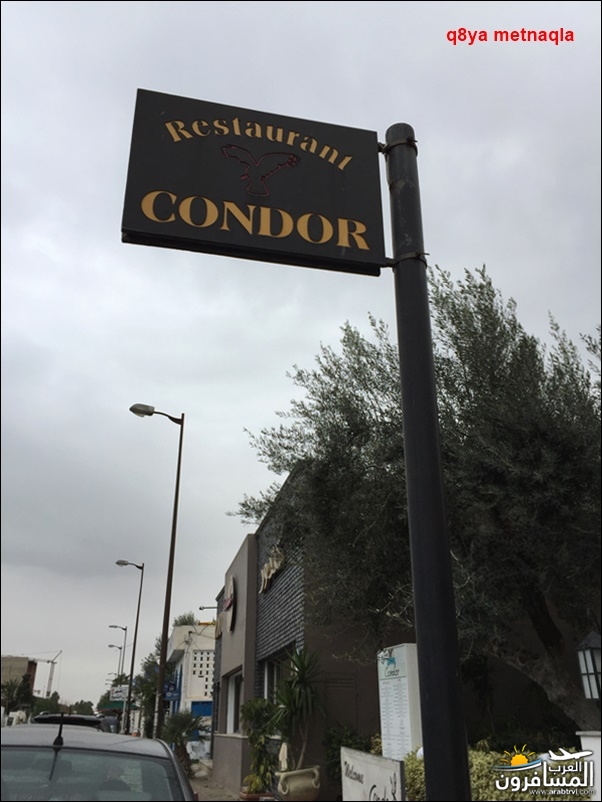 q8ya metnaqla
Restaurant
CONDOR
Condor
Welcome
العرب
المسافرون
www.arabtrvl.com